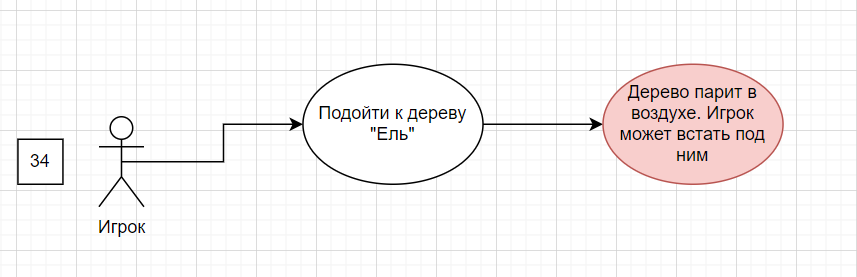 34
Игрок
Подойти к дереву
"Ель"
Дерево парит в
воздухе. Игрок
может встать под
ним